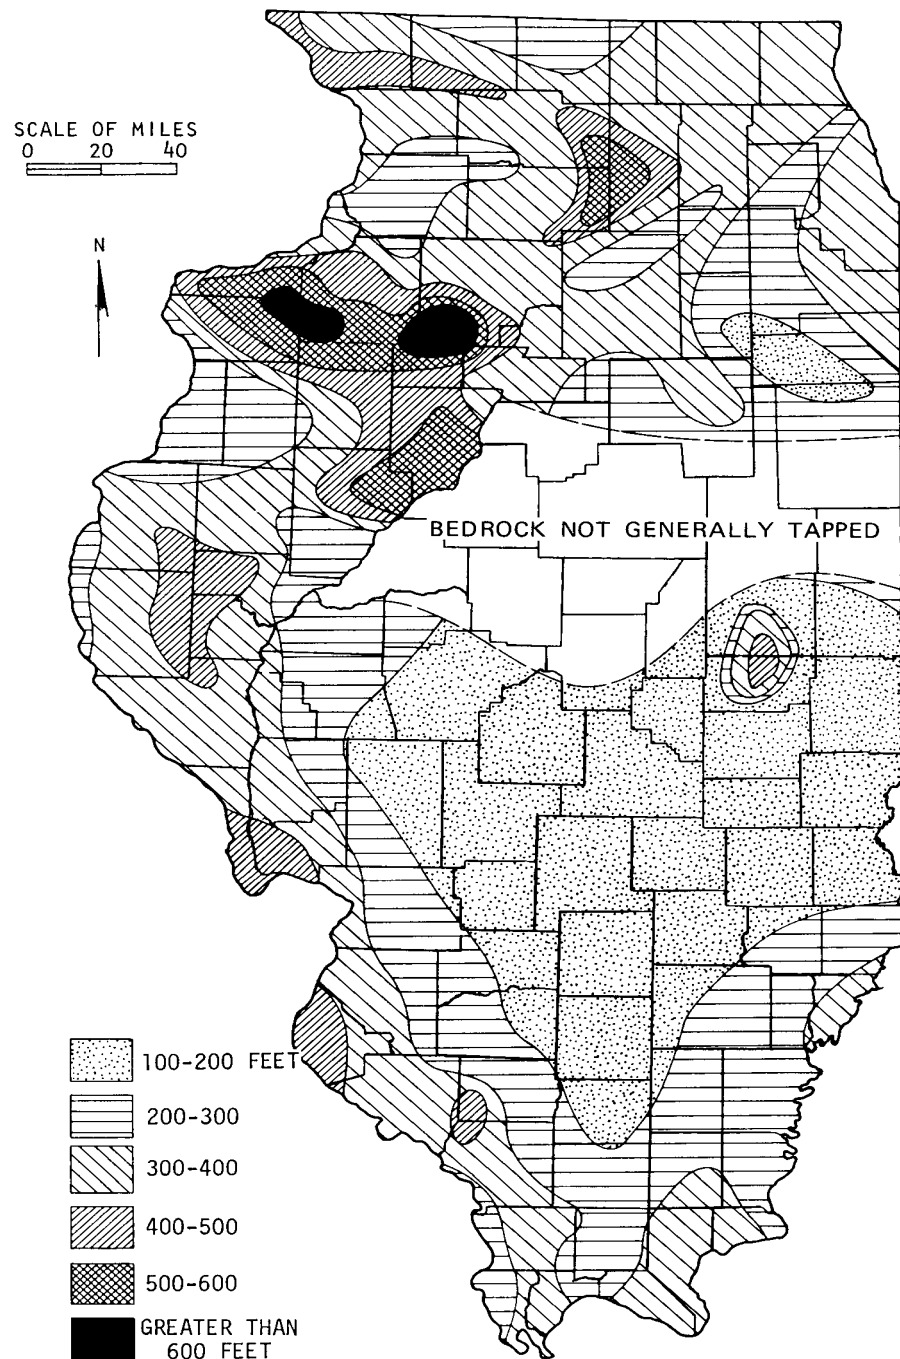 SCALE OF MILES
0 20 40
N
BEDROCK NOT GENERALLY TAPPED
100-200 FEET
200-300
300-400
400-500
500-600
GREATER THAN
600 FEET